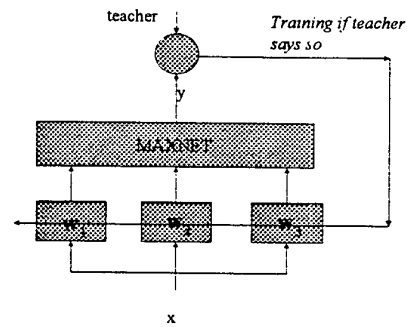 teacher
Training if teacher
says so
y
MAXNET
W1 W2 W3
x